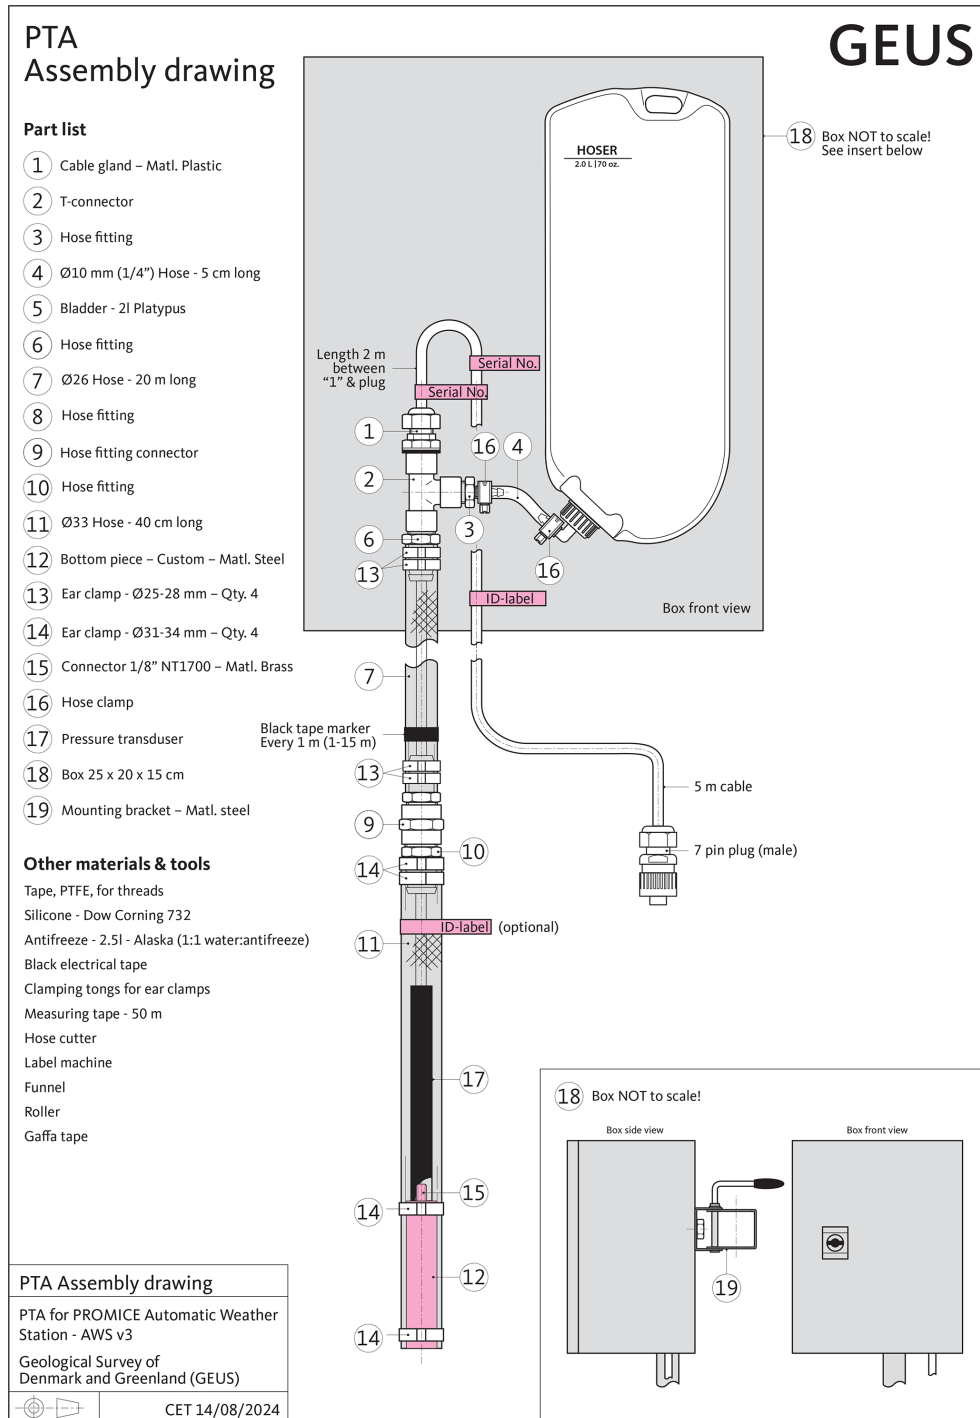 PTA
Assembly drawing
GEUS
Part list
1 Cable gland – Matl. Plastic
2 T-connector
3 Hose fitting
4 Ø10 mm (1/4”) Hose - 5 cm long
5 Bladder - 2l Platypus
6 Hose fitting
7 Ø26 Hose - 20 m long
8 Hose fitting
9 Hose fitting connector
10 Hose fitting
11 Ø33 Hose - 40 cm long
12 Bottom piece – Custom – Matl. Steel
13 Ear clamp - Ø25-28 mm – Qty. 4
14 Ear clamp - Ø31-34 mm – Qty. 4
15 Connector 1/8” NT1700 – Matl. Brass
16 Hose clamp
17 Pressure transduser
18 Box 25 x 20 x 15 cm
19 Mounting bracket – Matl. steel
Other materials & tools
Tape, PTFE, for threads
Silicone - Dow Corning 732
Antifreeze - 2.5l - Alaska (1:1 water:antifreeze)
Black electrical tape
Clamping tongs for ear clamps
Measuring tape - 50 m
Hose cutter
Label machine
Funnel
Roller
Gaffa tape
HOSER
2.0 L | 70 oz.
18 Box NOT to scale!
See insert below
Length 2 m
between
“1” & plug
Serial No.
Serial No.
1
16
4
2
3
6
13
16
ID-label
Box front view
7
Black tape marker
Every 1 m (1-15 m)
13
5 m cable
9
10
7 pin plug (male)
14
ID-label (optional)
11
17
15
14
12
14
18 Box NOT to scale!
Box side view
Box front view
19
PTA Assembly drawing
PTA for PROMICE Automatic Weather
Station - AWS v3
Geological Survey of
Denmark and Greenland (GEUS)
CET 14/08/2024